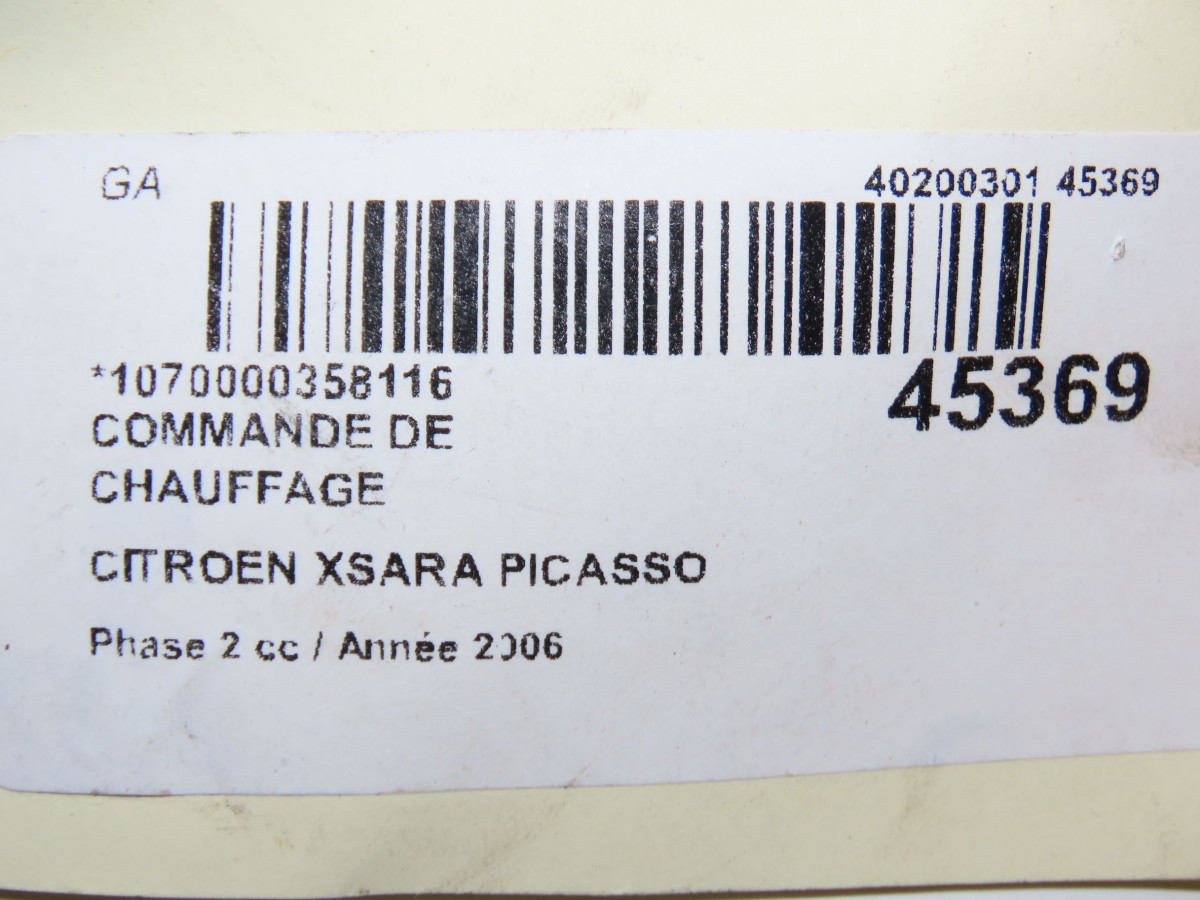 GA 40200301 45369
*1070000358116
45369
COMMANDE DE
CHAUFFAGE
CITROEN XSARA PICASSO
Phase 2 cc / Année 2006